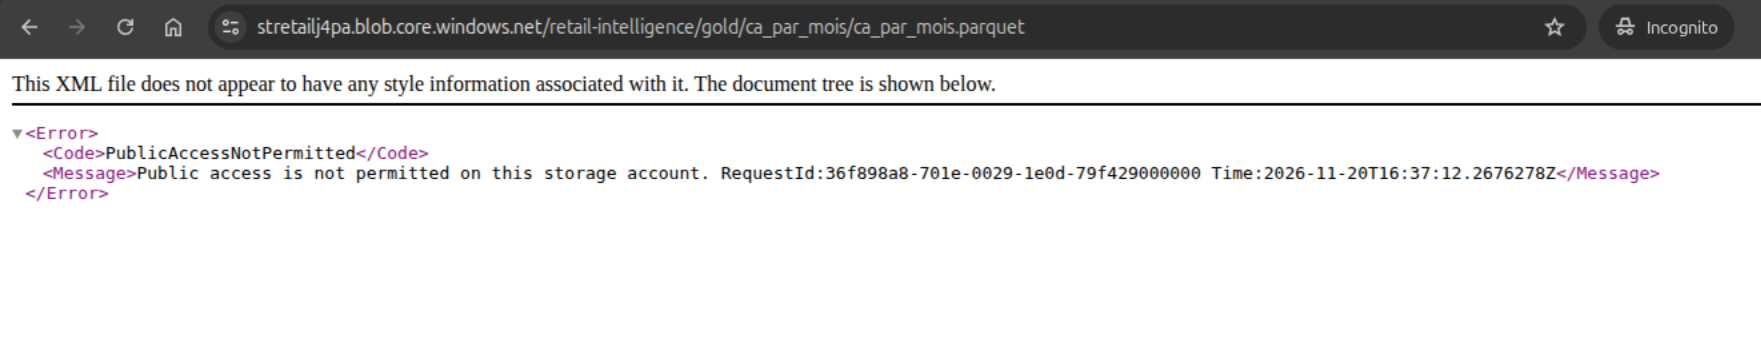 stretailj4pa.blob.core.windows.net/retail-intelligence/gold/ca_par_mois/ca_par_mois.parquet
Incognito
This XML file does not appear to have any style information associated with it. The document tree is shown below.
▼<Error>
<Code>PublicAccessNotPermitted</Code>
<Message>Public access is not permitted on this storage account. RequestId:36f898a8-701e-0029-1e0d-79f429000000 Time:2026-11-20T16:37:12.2676278Z</Message>
</Error>